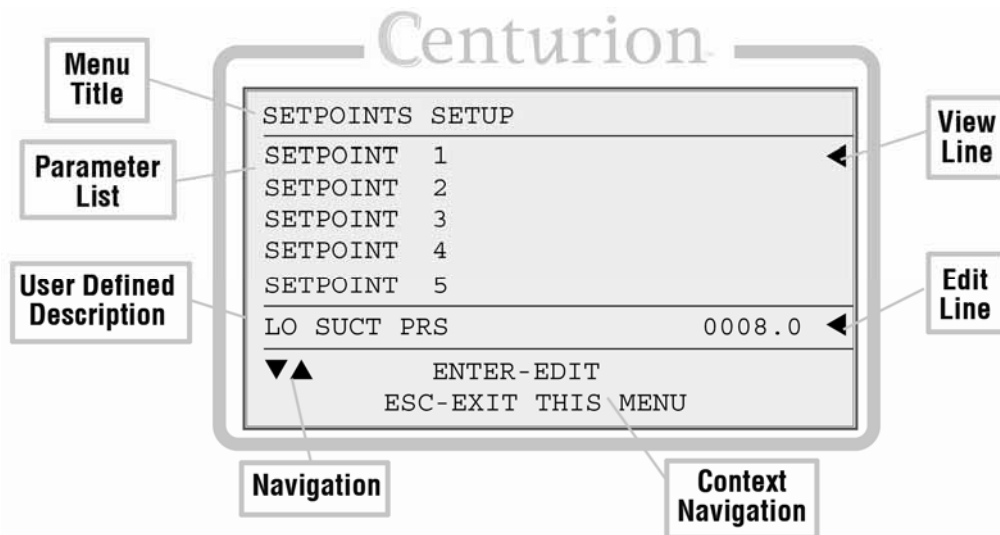 Centurion
Menu
Title
SETPOINTS SETUP
View
Line
Parameter
List
SETPOINT 1 ◀
SETPOINT 2
SETPOINT 3
SETPOINT 4
SETPOINT 5
User Defined
Description
LO SUCT PRS 0008.0 ◀
Edit
Line
▼▲ ENTER-EDIT
ESC-EXIT THIS MENU
Navigation
Context
Navigation